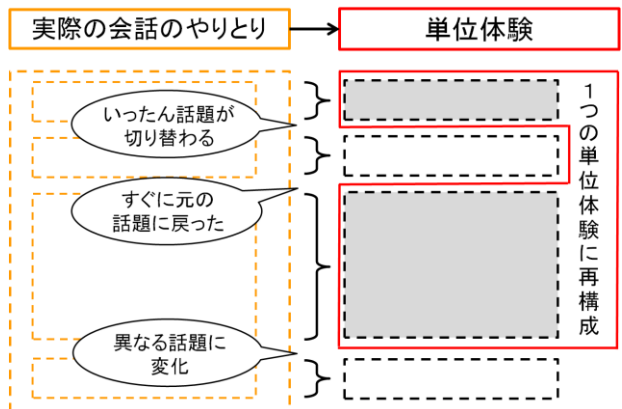 実際の会話のやりとり
単位体験
いったん話題が
切り替わる
すぐに元の
話題に戻った
異なる話題に
変化
1つの単位体験に再構成